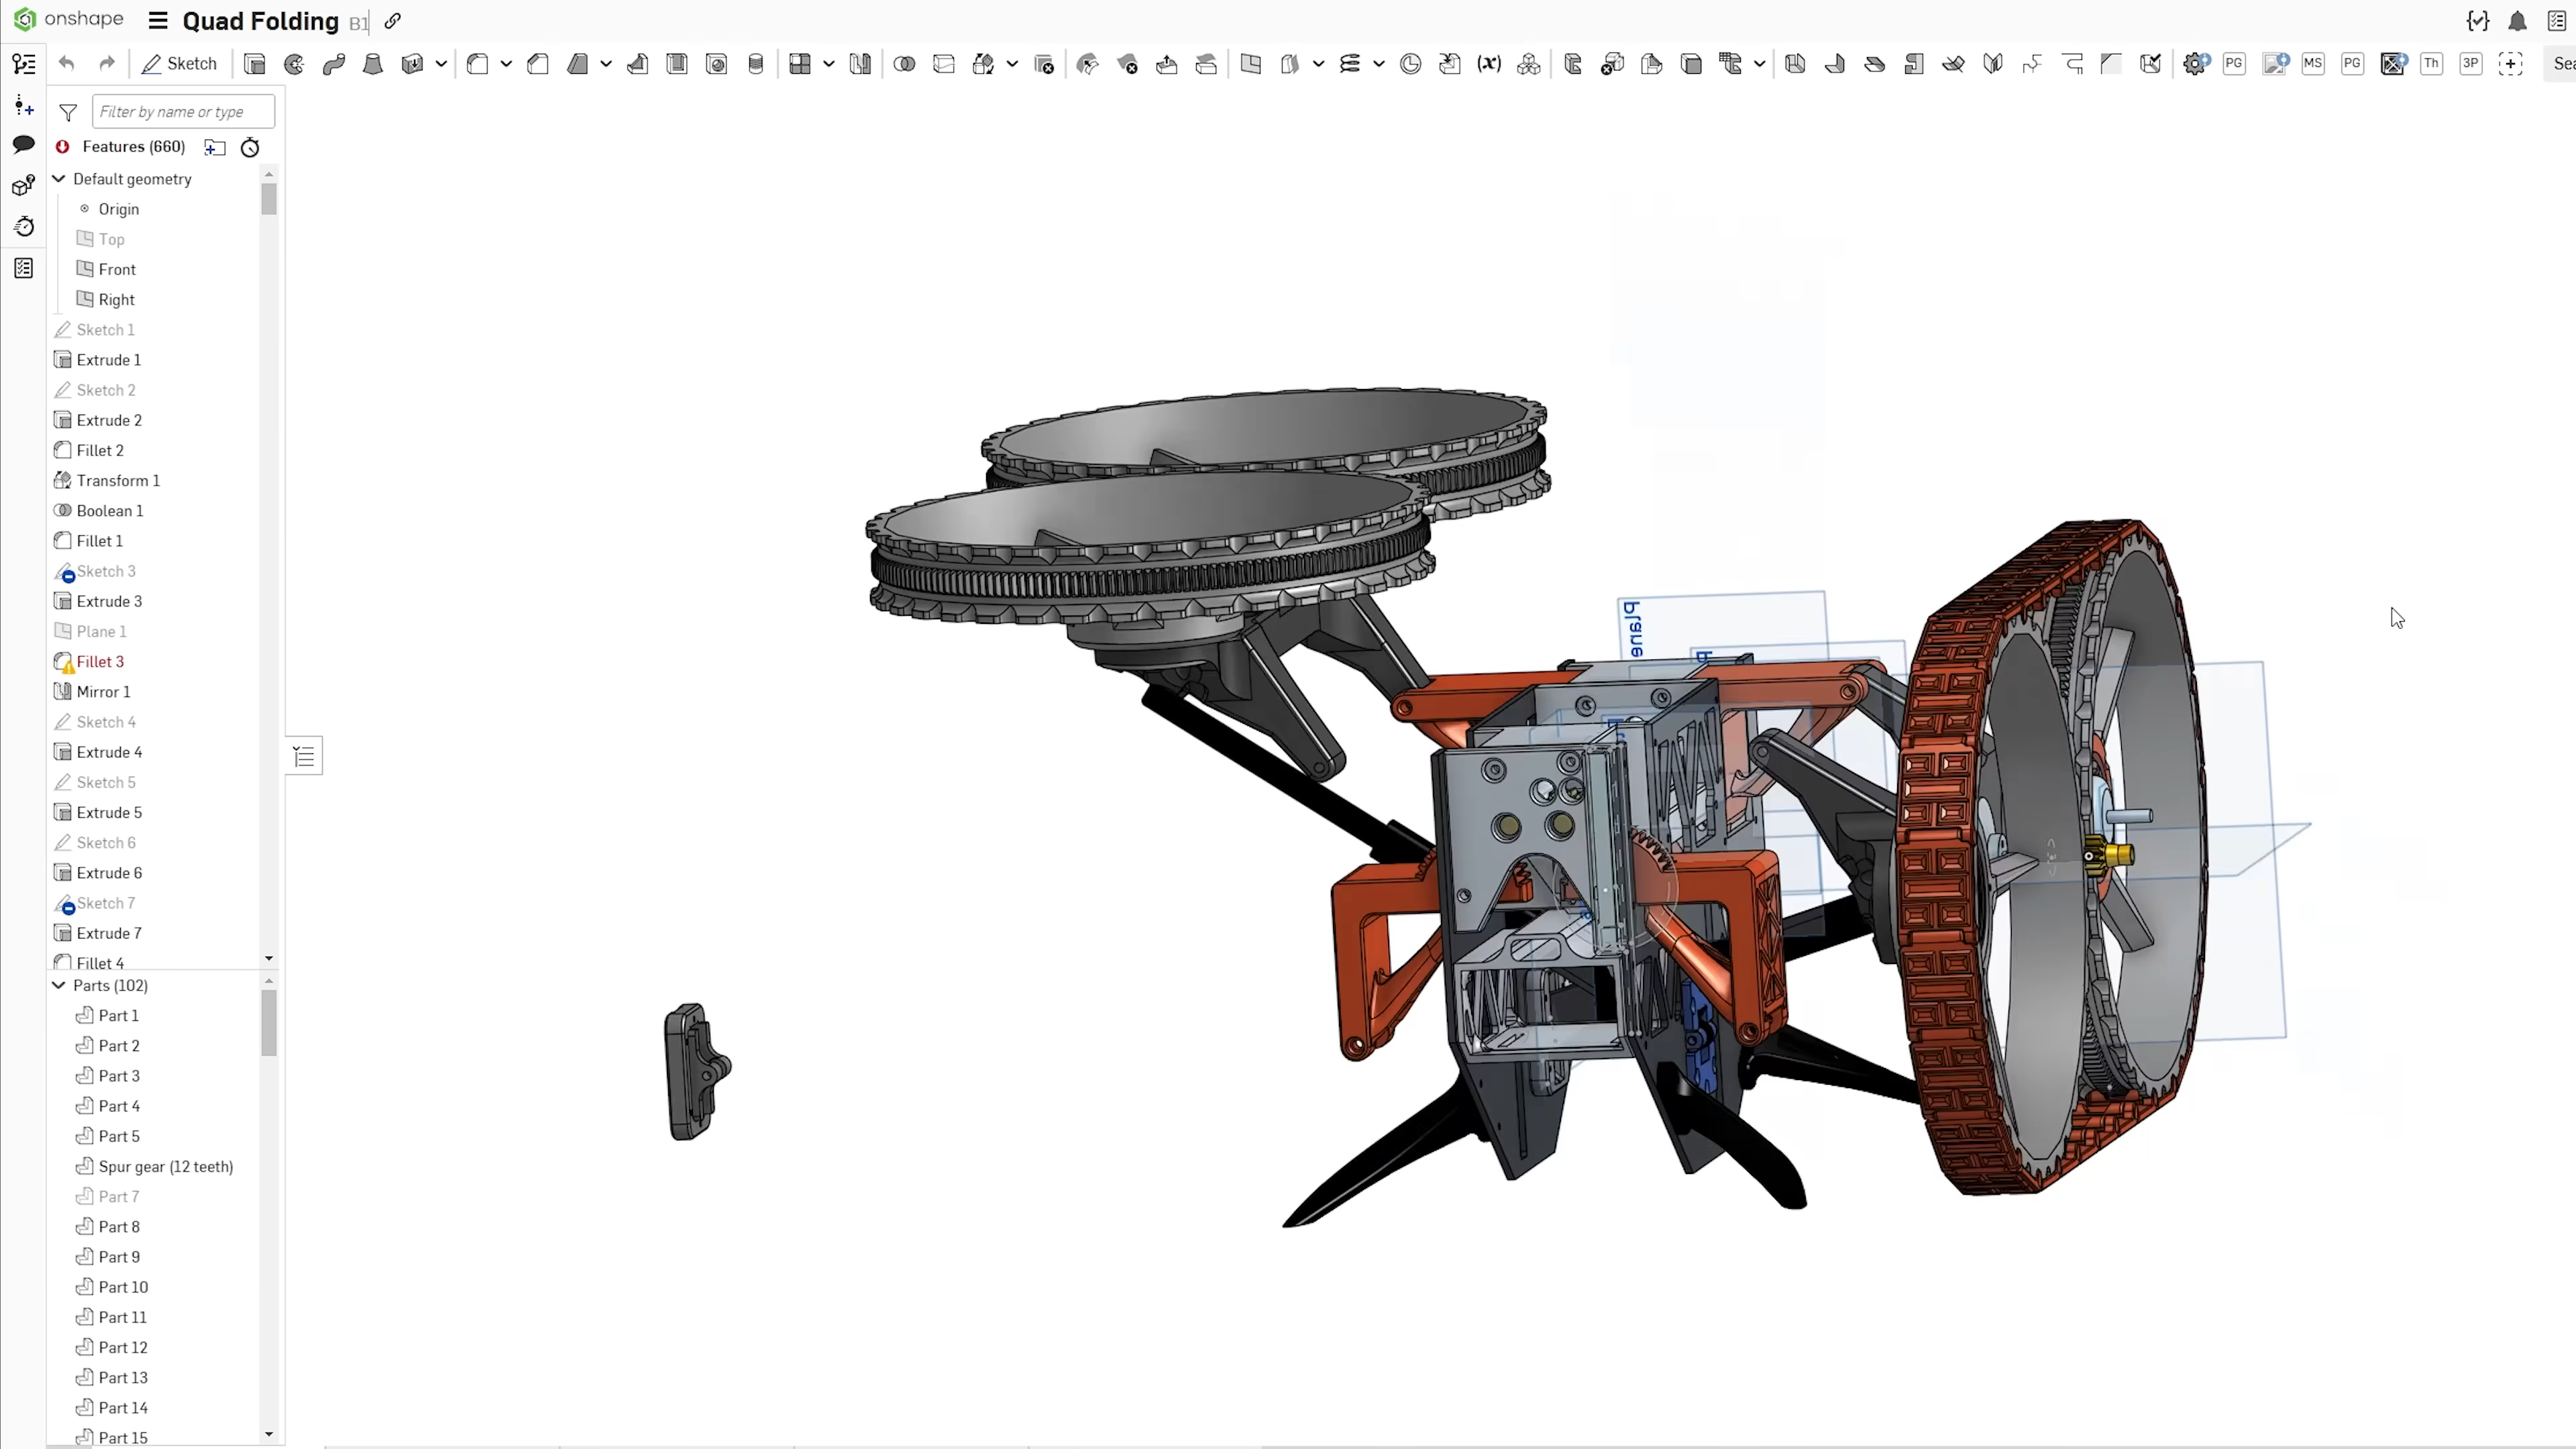 onshape
Quad Folding B1
Sketch
(x)
PG
MS
PG
Th
3P
Sea
Filter by name or type
Features (660)
Default geometry
Origin
Top
Front
Right
Sketch 1
Extrude 1
Sketch 2
Extrude 2
Fillet 2
Transform 1
Boolean 1
Fillet 1
Sketch 3
Extrude 3
Plane 1
Fillet 3
Mirror 1
Sketch 4
Extrude 4
Sketch 5
Extrude 5
Sketch 6
Extrude 6
Sketch 7
Extrude 7
Fillet 4
Parts (102)
Part 1
Part 2
Part 3
Part 4
Part 5
Spur gear (12 teeth)
Part 7
Part 8
Part 9
Part 10
Part 11
Part 12
Part 13
Part 14
Part 15
Plane
P